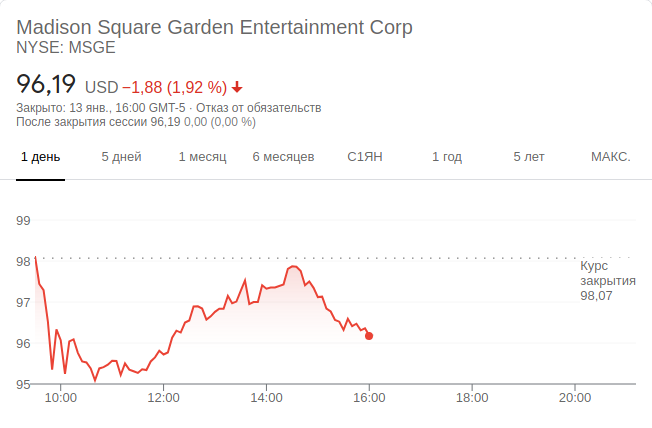 Madison Square Garden Entertainment Corp
NYSE: MSGE
96,19 USD −1,88 (1,92 %)
Закрыто: 13 янв., 16:00 GMT-5 · Отказ от обязательств
После закрытия сессии 96,19 0,00 (0,00 %)
1 день 5 дней 1 месяц 6 месяцев С1ЯН 1 год 5 лет МАКС.
99
98
97
96
95
Курс
закрытия
98,07
10:00 12:00 14:00 16:00 18:00 20:00